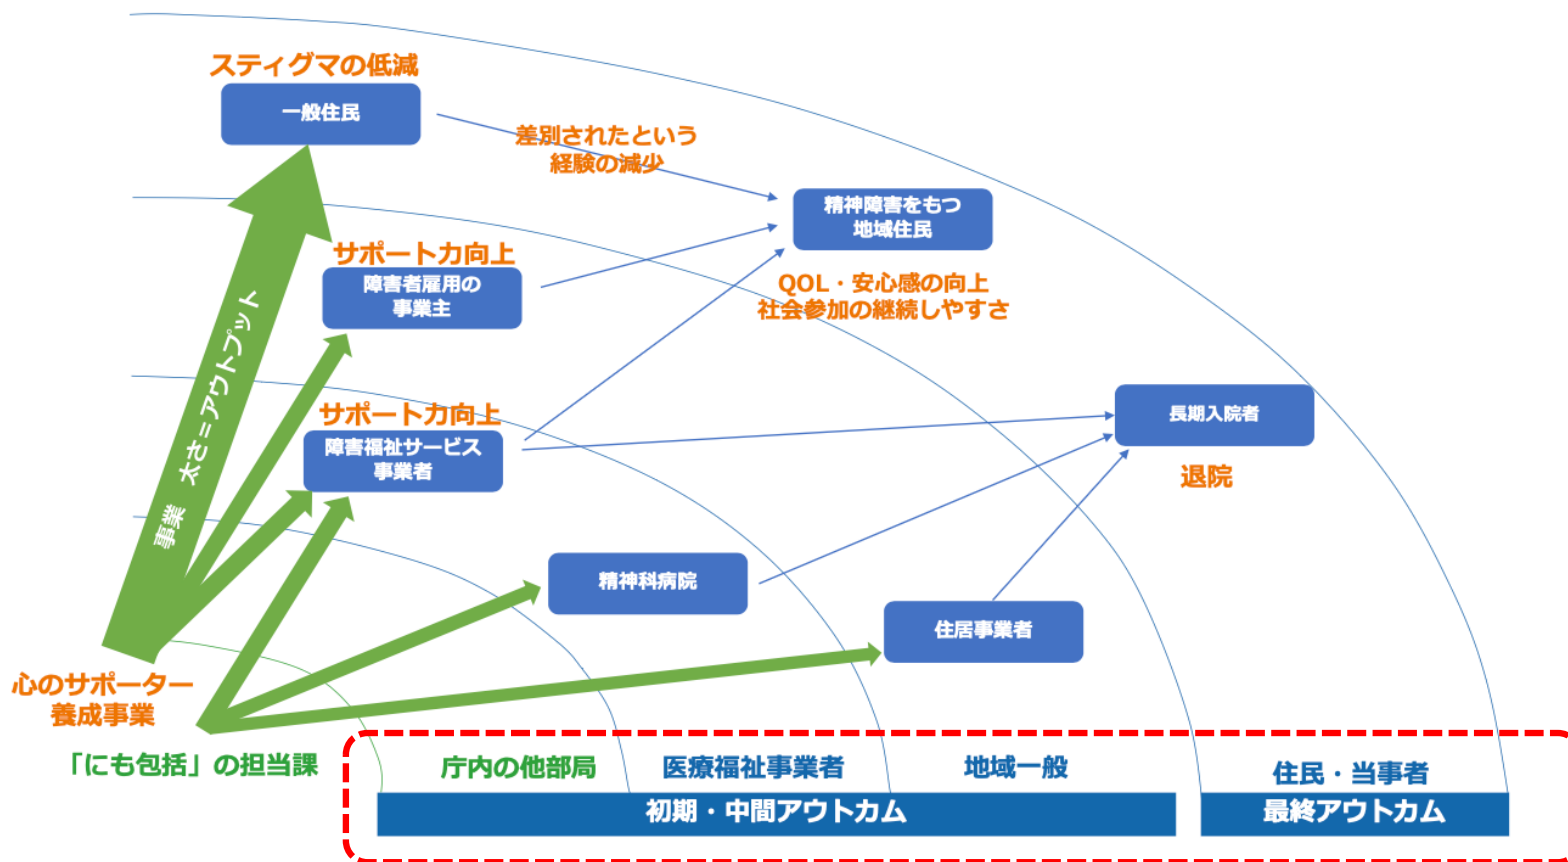 スティグマの低減
一般住民
差別されたという
経験の減少
精神障害をもつ
地域住民
サポート力向上
障害者雇用の
事業主
QOL・安心感の向上
社会参加の継続しやすさ
事業 太さ＝アウトプット
サポート力向上
障害福祉サービス
事業者
長期入院者
退院
精神科病院
住居事業者
心のサポーター
養成事業
「にも包括」の担当課
庁内の他部局
医療福祉事業者
地域一般
住民・当事者
初期・中間アウトカム
最終アウトカム